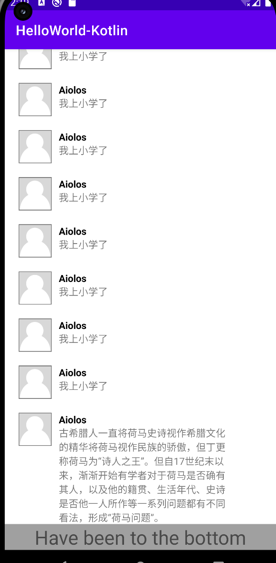 HelloWorld-Kotlin
我上小学了
Aiolos
我上小学了
Aiolos
我上小学了
Aiolos
我上小学了
Aiolos
我上小学了
Aiolos
我上小学了
Aiolos
我上小学了
Aiolos
我上小学了
Aiolos
古希腊人一直将荷马史诗视作希腊文化
的精华将荷马视作民族的骄傲，但丁更
称荷马为“诗人之王”。但自17世纪末以
来，渐渐开始有学者对于荷马是否确有
其人，以及他的籍贯、生活年代、史诗
是否他一人所作等一系列问题都有不同
看法，形成“荷马问题”。
Have been to the bottom